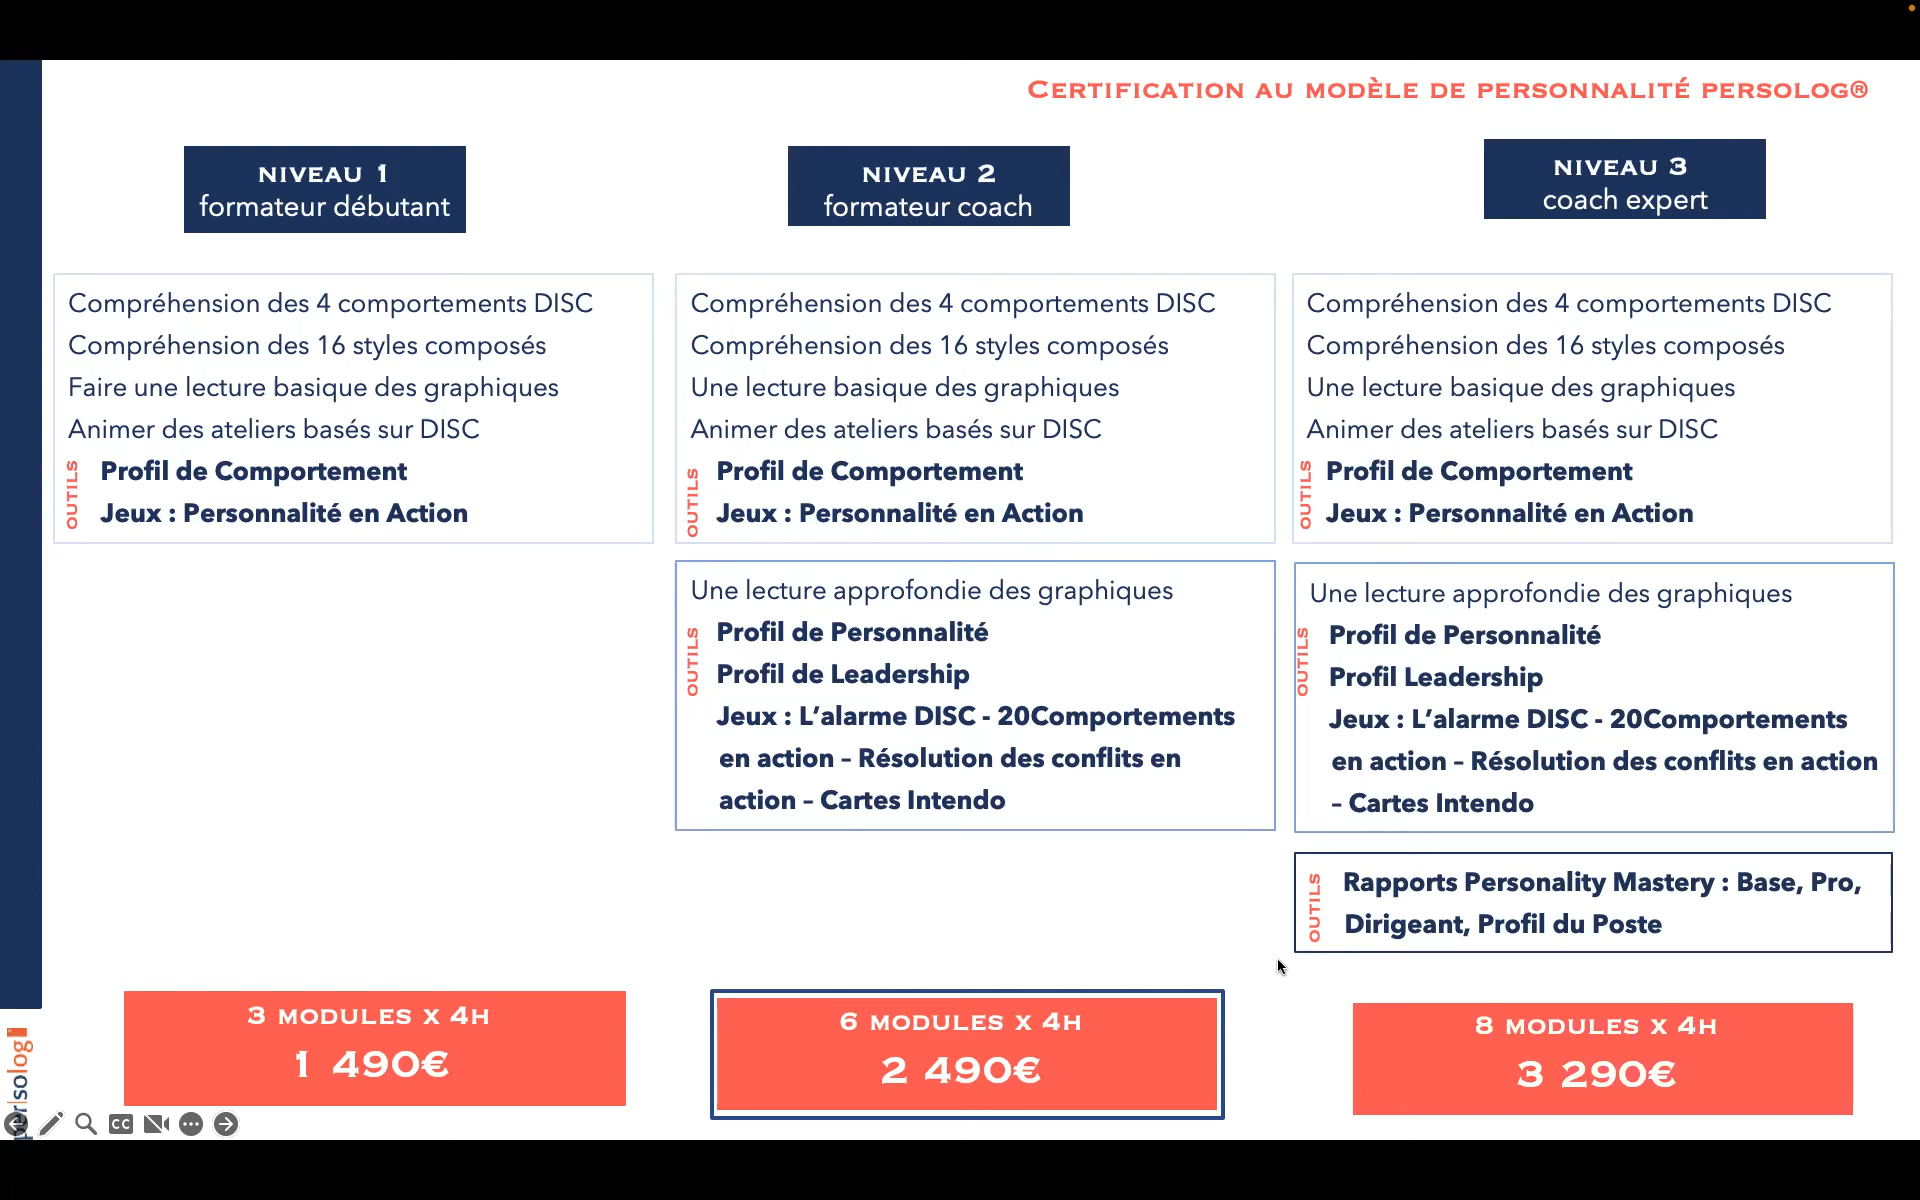 Certification au modèle de personnalité persolog®
NIVEAU 1
formateur débutant
Compréhension des 4 comportements DISC
Compréhension des 16 styles composés
Faire une lecture basique des graphiques
Animer des ateliers basés sur DISC
OUTILS
Profil de Comportement
Jeux : Personnalité en Action
3 MODULES X 4H
1 490€
NIVEAU 2
formateur coach
Compréhension des 4 comportements DISC
Compréhension des 16 styles composés
Une lecture basique des graphiques
Animer des ateliers basés sur DISC
OUTILS
Profil de Comportement
Jeux : Personnalité en Action
Une lecture approfondie des graphiques
OUTILS
Profil de Personnalité
Profil de Leadership
Jeux : L’alarme DISC - 20Comportements
en action – Résolution des conflits en
action – Cartes Intendo
6 MODULES X 4H
2 490€
NIVEAU 3
coach expert
Compréhension des 4 comportements DISC
Compréhension des 16 styles composés
Une lecture basique des graphiques
Animer des ateliers basés sur DISC
OUTILS
Profil de Comportement
Jeux : Personnalité en Action
Une lecture approfondie des graphiques
OUTILS
Profil de Personnalité
Profil Leadership
Jeux : L’alarme DISC - 20Comportements
en action – Résolution des conflits en action
– Cartes Intendo
OUTILS
Rapports Personality Mastery : Base, Pro,
Dirigeant, Profil du Poste
8 MODULES X 4H
3 290€
persolog
CC